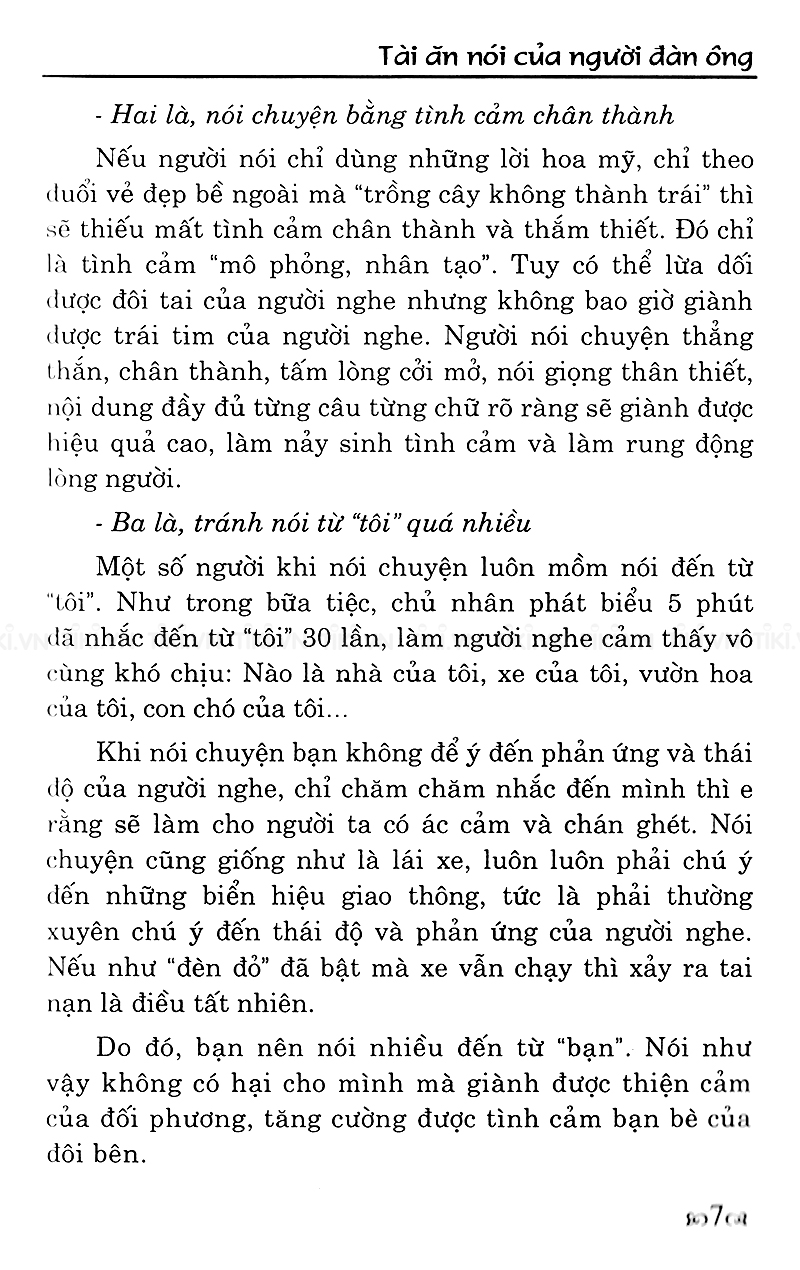 Tài ăn nói của người đàn ông
- Hai là, nói chuyện bằng tình cảm chân thành
Nếu người nói chỉ dùng những lời hoa mỹ, chỉ theo
đuổi vẻ đẹp bề ngoài mà “trồng cây không thành trái” thì
sẽ thiếu mất tình cảm chân thành và thắm thiết. Đó chỉ
là tình cảm “mô phỏng, nhân tạo”. Tuy có thể lừa dối
được đôi tai của người nghe nhưng không bao giờ giành
được trái tim của người nghe. Người nói chuyện thẳng
thắn, chân thành, tấm lòng cởi mở, nói giọng thân thiết,
nội dung đầy đủ từng câu từng chữ rõ ràng sẽ giành được
hiệu quả cao, làm nảy sinh tình cảm và làm rung động
lòng người.
- Ba là, tránh nói từ “tôi” quá nhiều
Một số người khi nói chuyện luôn mồm nói đến từ
“tôi”. Như trong bữa tiệc, chủ nhân phát biểu 5 phút
đã nhắc đến từ “tôi” 30 lần, làm người nghe cảm thấy vô
cùng khó chịu: Nào là nhà của tôi, xe của tôi, vườn hoa
của tôi, con chó của tôi...
Khi nói chuyện bạn không để ý đến phản ứng và thái
độ của người nghe, chỉ chăm chăm nhắc đến mình thì e
rằng sẽ làm cho người ta có ác cảm và chán ghét. Nói
chuyện cũng giống như là lái xe, luôn luôn phải chú ý
đến những biển hiệu giao thông, tức là phải thường
xuyên chú ý đến thái độ và phản ứng của người nghe.
Nếu như “đèn đỏ” đã bật mà xe vẫn chạy thì xảy ra tai
nạn là điều tất nhiên.
Do đó, bạn nên nói nhiều đến từ “bạn”. Nói như
vậy không có hại cho mình mà giành được thiện cảm
của đối phương, tăng cường được tình cảm bạn bè của
đôi bên.
7